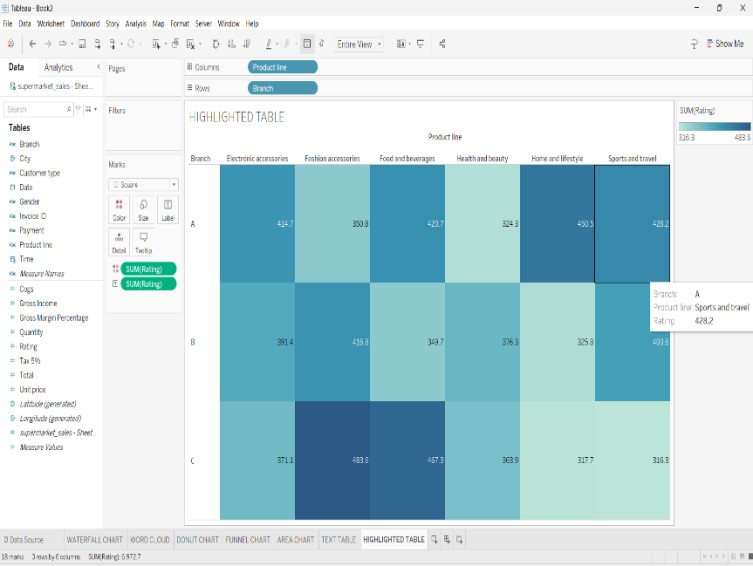 Tableau - Book3
File Data Worksheet Dashboard Story Analysis Map Format Server Window Help
Entire View
Show Me
Data Analytics
Pages
Columns Product line
supermarket_sales - Shee...
Rows Branch
Search
Filters
HIGHLIGHTED TABLE
SUM(Rating)
316.3 483.6
Tables
Product line
Branch
City
Customer type
Date
Gender
Invoice ID
Payment
Product line
Time
Measure Names
Cogs
Gross Income
Gross Margin Percentage
Quantity
Rating
Tax 5%
Total
Unit price
Latitude (generated)
Longitude (generated)
supermarket_sales - Sheet...
Measure Values
Marks
Square
Color Size Label
Detail Tooltip
SUM(Rating)
SUM(Rating)
Branch Electronic accessories Fashion accessories Food and beverages Health and beauty Home and lifestyle Sports and travel
A 414.7 350.8 423.7 324.3 450.5 428.2
B 391.4 416.8 349.7 376.3 325.8 403.6
C 371.1 483.6 467.3 363.9 317.7 316.3
Branch: A
Product line: Sports and travel
Rating: 428.2
Data Source WATERFALL CHART WORD CLOUD DONUT CHART FUNNEL CHART AREA CHART TEXT TABLE HIGHLIGHTED TABLE
18 marks 3 rows by 6 columns SUM(Rating): 6,972.7